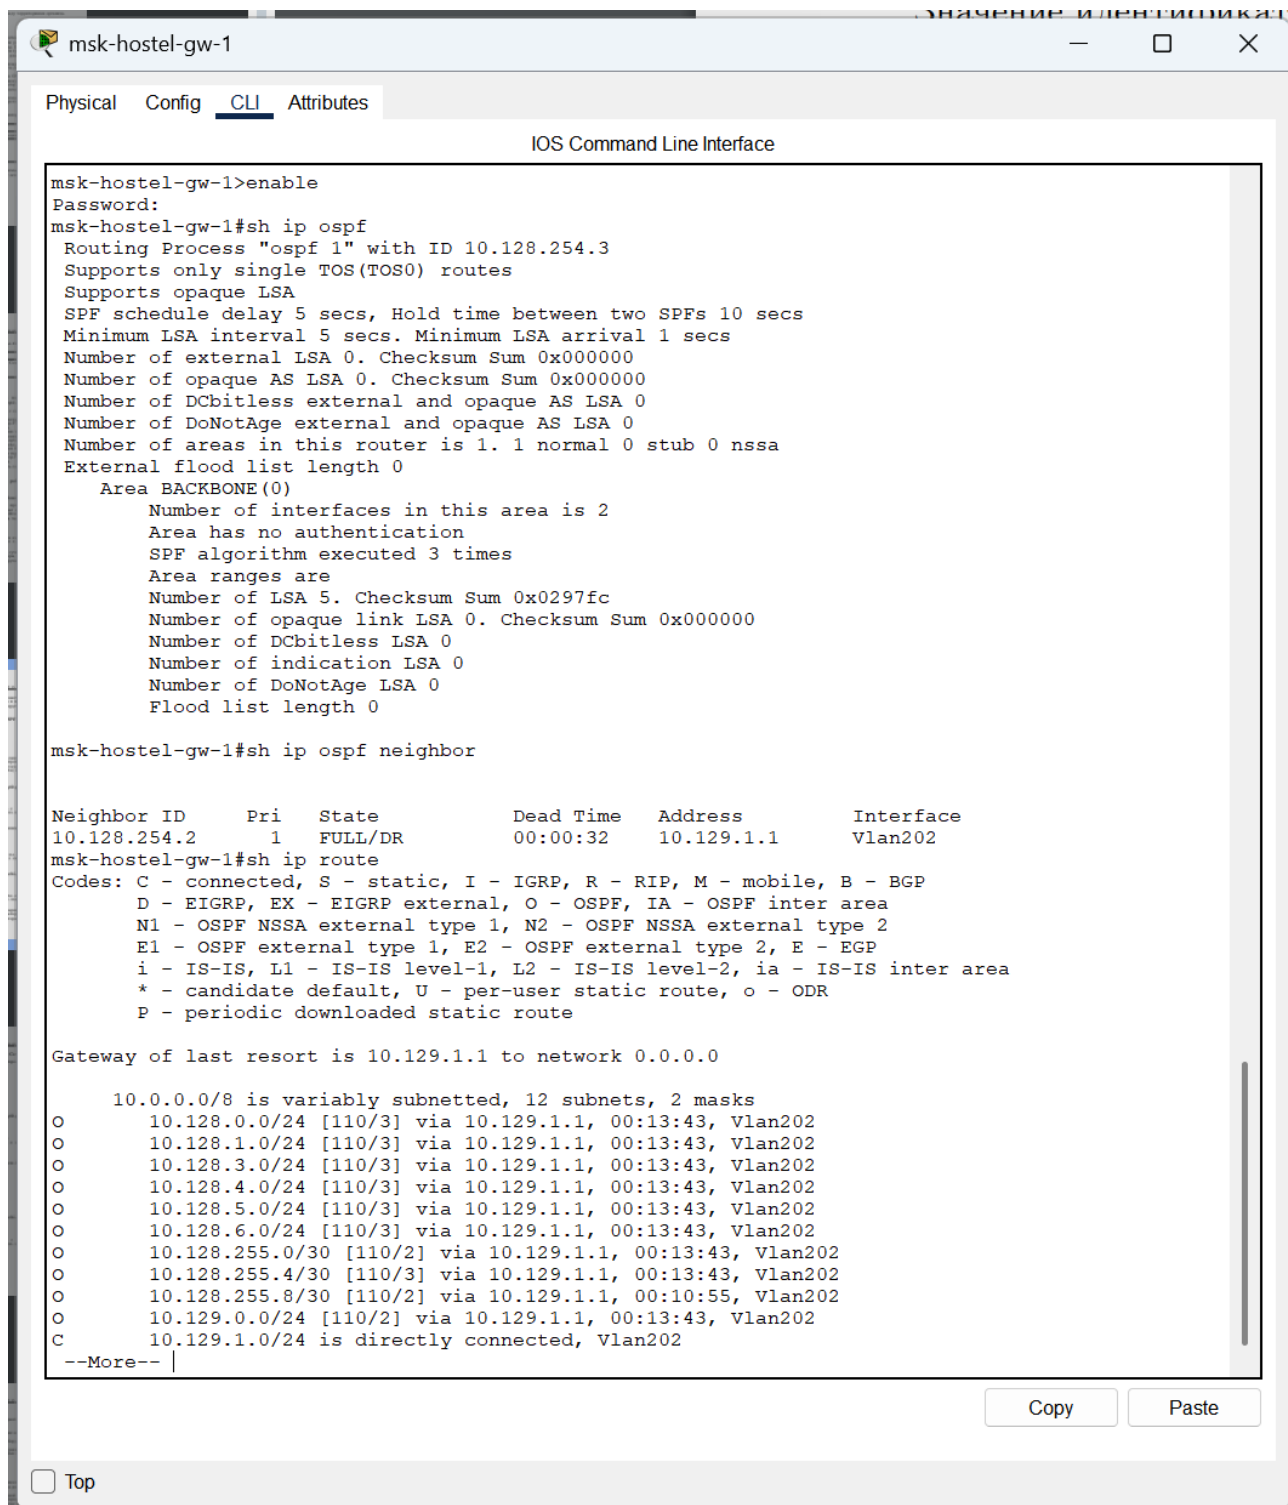 Значение идентификат
msk-hostel-gw-1
Physical Config CLI Attributes
IOS Command Line Interface
msk-hostel-gw-1>enable
Password:
msk-hostel-gw-1#sh ip ospf
Routing Process "ospf 1" with ID 10.128.254.3
Supports only single TOS(TOS0) routes
Supports opaque LSA
SPF schedule delay 5 secs, Hold time between two SPFs 10 secs
Minimum LSA interval 5 secs. Minimum LSA arrival 1 secs
Number of external LSA 0. Checksum Sum 0x000000
Number of opaque AS LSA 0. Checksum Sum 0x000000
Number of DCbitless external and opaque AS LSA 0
Number of DoNotAge external and opaque AS LSA 0
Number of areas in this router is 1. 1 normal 0 stub 0 nssa
External flood list length 0
Area BACKBONE(0)
Number of interfaces in this area is 2
Area has no authentication
SPF algorithm executed 3 times
Area ranges are
Number of LSA 5. Checksum Sum 0x0297fc
Number of opaque link LSA 0. Checksum Sum 0x000000
Number of DCbitless LSA 0
Number of indication LSA 0
Number of DoNotAge LSA 0
Flood list length 0
msk-hostel-gw-1#sh ip ospf neighbor
Neighbor ID Pri State Dead Time Address Interface
10.128.254.2 1 FULL/DR 00:00:32 10.129.1.1 Vlan202
msk-hostel-gw-1#sh ip route
Codes: C - connected, S - static, I - IGRP, R - RIP, M - mobile, B - BGP
D - EIGRP, EX - EIGRP external, O - OSPF, IA - OSPF inter area
N1 - OSPF NSSA external type 1, N2 - OSPF NSSA external type 2
E1 - OSPF external type 1, E2 - OSPF external type 2, E - EGP
i - IS-IS, L1 - IS-IS level-1, L2 - IS-IS level-2, ia - IS-IS inter area
* - candidate default, U - per-user static route, o - ODR
P - periodic downloaded static route
Gateway of last resort is 10.129.1.1 to network 0.0.0.0
10.0.0.0/8 is variably subnetted, 12 subnets, 2 masks
O 10.128.0.0/24 [110/3] via 10.129.1.1, 00:13:43, Vlan202
O 10.128.1.0/24 [110/3] via 10.129.1.1, 00:13:43, Vlan202
O 10.128.3.0/24 [110/3] via 10.129.1.1, 00:13:43, Vlan202
O 10.128.4.0/24 [110/3] via 10.129.1.1, 00:13:43, Vlan202
O 10.128.5.0/24 [110/3] via 10.129.1.1, 00:13:43, Vlan202
O 10.128.6.0/24 [110/3] via 10.129.1.1, 00:13:43, Vlan202
O 10.128.255.0/30 [110/2] via 10.129.1.1, 00:13:43, Vlan202
O 10.128.255.4/30 [110/3] via 10.129.1.1, 00:13:43, Vlan202
O 10.128.255.8/30 [110/2] via 10.129.1.1, 00:10:55, Vlan202
O 10.129.0.0/24 [110/2] via 10.129.1.1, 00:13:43, Vlan202
C 10.129.1.0/24 is directly connected, Vlan202
--More--
Copy Paste
Top